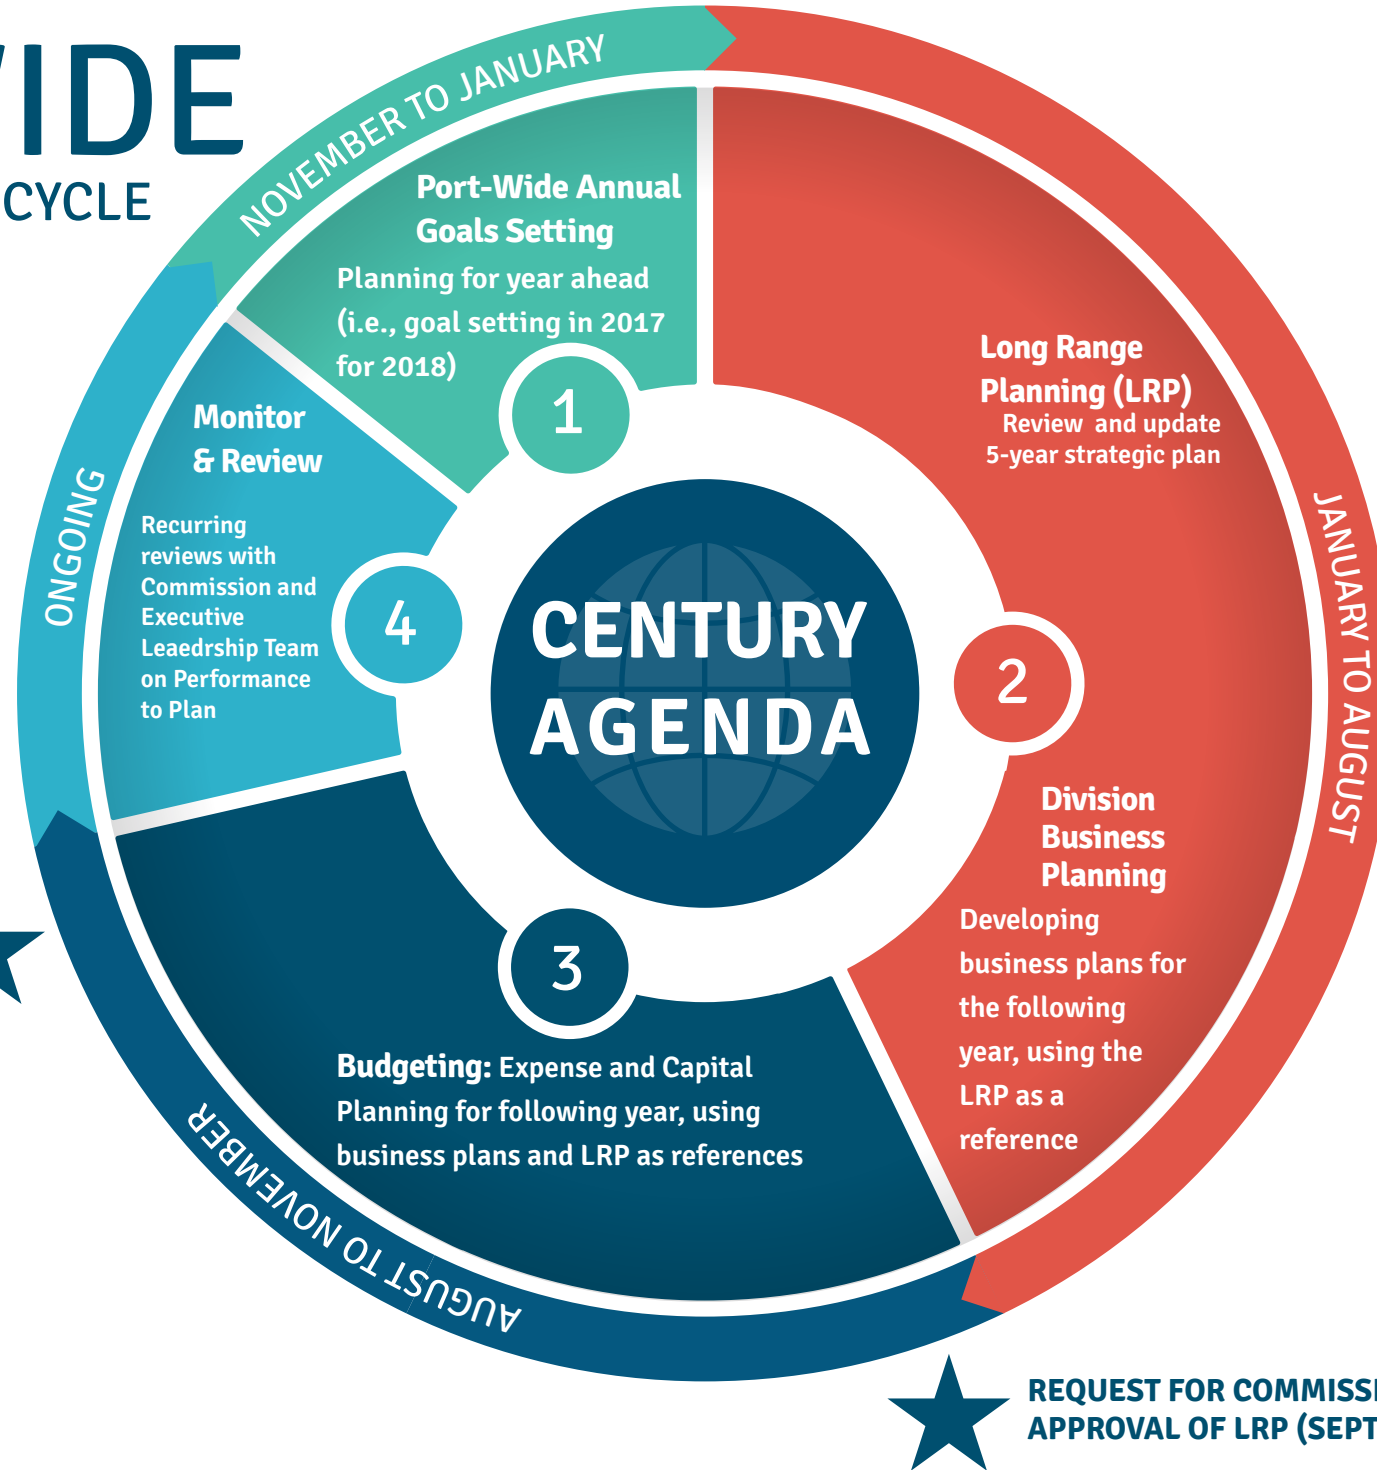 WIDE
CYCLE
NOVEMBER TO JANUARY
Port-Wide Annual
Goals Setting
Planning for year ahead
(i.e., goal setting in 2017
for 2018)
1
Long Range
Planning (LRP)
Review and update
5-year strategic plan
JANUARY TO AUGUST
2
Division
Business
Planning
Developing
business plans for
the following
year, using the
LRP as a
reference
Monitor
& Review
Recurring
reviews with
Commission and
Executive
Leaedrship Team
on Performance
to Plan
ONGOING
4
CENTURY
AGENDA
3
Budgeting: Expense and Capital
Planning for following year, using
business plans and LRP as references
AUGUST TO NOVEMBER
REQUEST FOR COMMISSI
APPROVAL OF LRP (SEPT